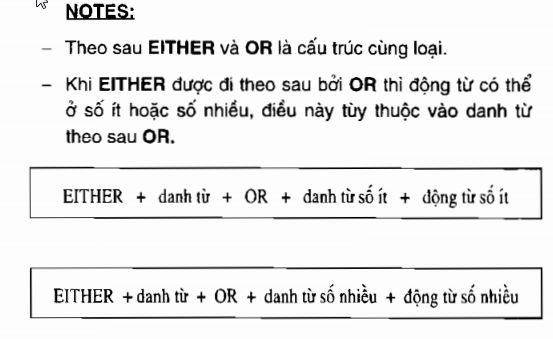 NOTES:
– Theo sau EITHER và OR là cấu trúc cùng loại.
– Khi EITHER được đi theo sau bởi OR thì động từ có thể
ở số ít hoặc số nhiều, điều này tùy thuộc vào danh từ
theo sau OR.
EITHER + danh từ + OR + danh từ số ít + động từ số ít
EITHER + danh từ + OR + danh từ số nhiều + động từ số nhiều